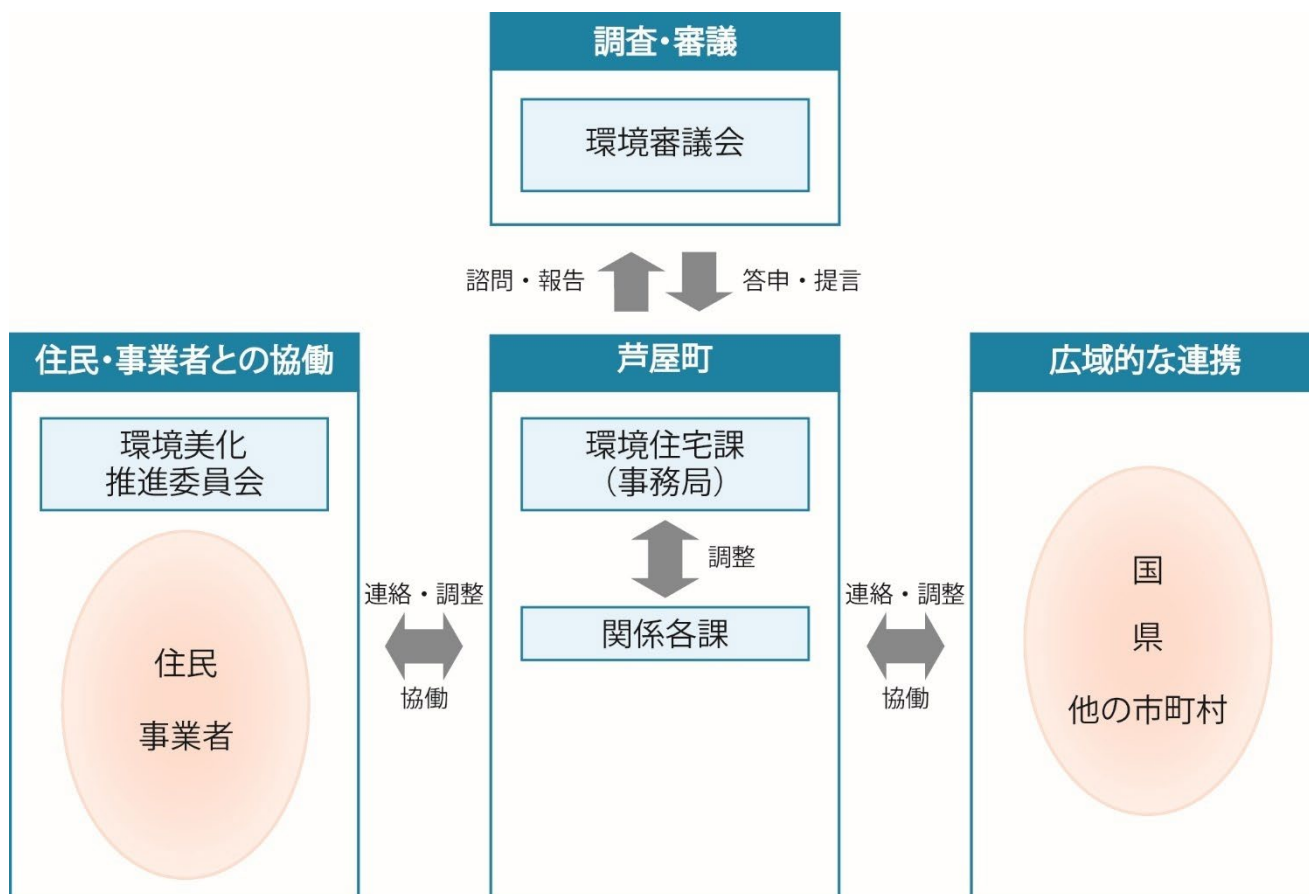 調査・審議
環境審議会
諮問・報告
答申・提言
住民・事業者との協働
環境美化
推進委員会
住民
事業者
連絡・調整
協働
芦屋町
環境住宅課
(事務局)
調整
関係各課
連絡・調整
協働
広域的な連携
国
県
他の市町村